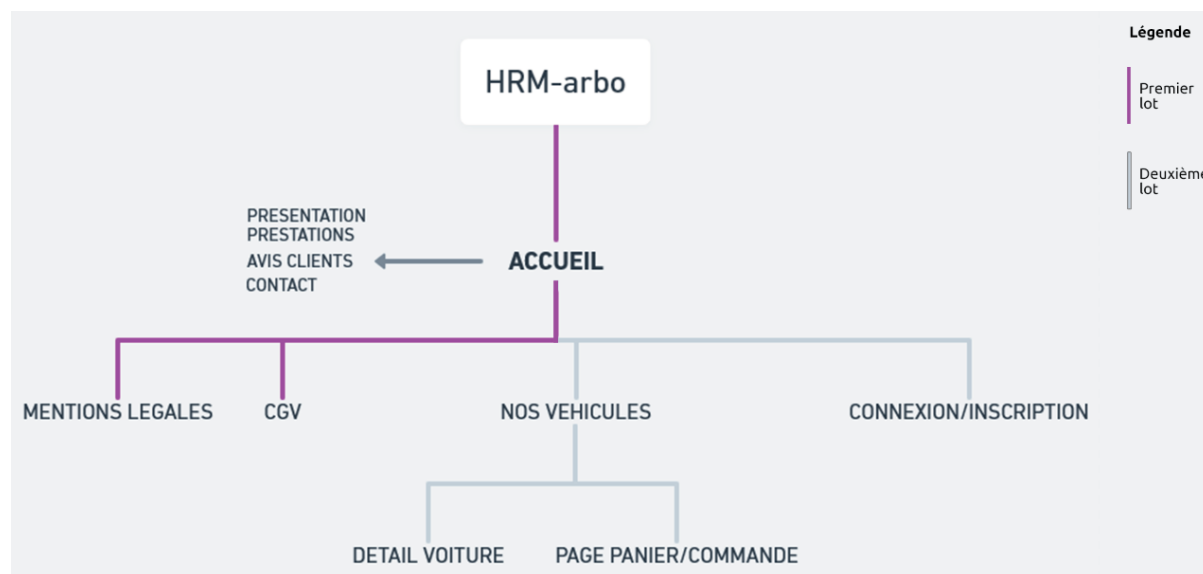 HRM-arbo
Légende
Premier
lot
Deuxième
lot
PRESENTATION
PRESTATIONS
AVIS CLIENTS
CONTACT
ACCUEIL
MENTIONS LEGALES
CGV
NOS VEHICULES
CONNEXION/INSCRIPTION
DETAIL VOITURE
PAGE PANIER/COMMANDE